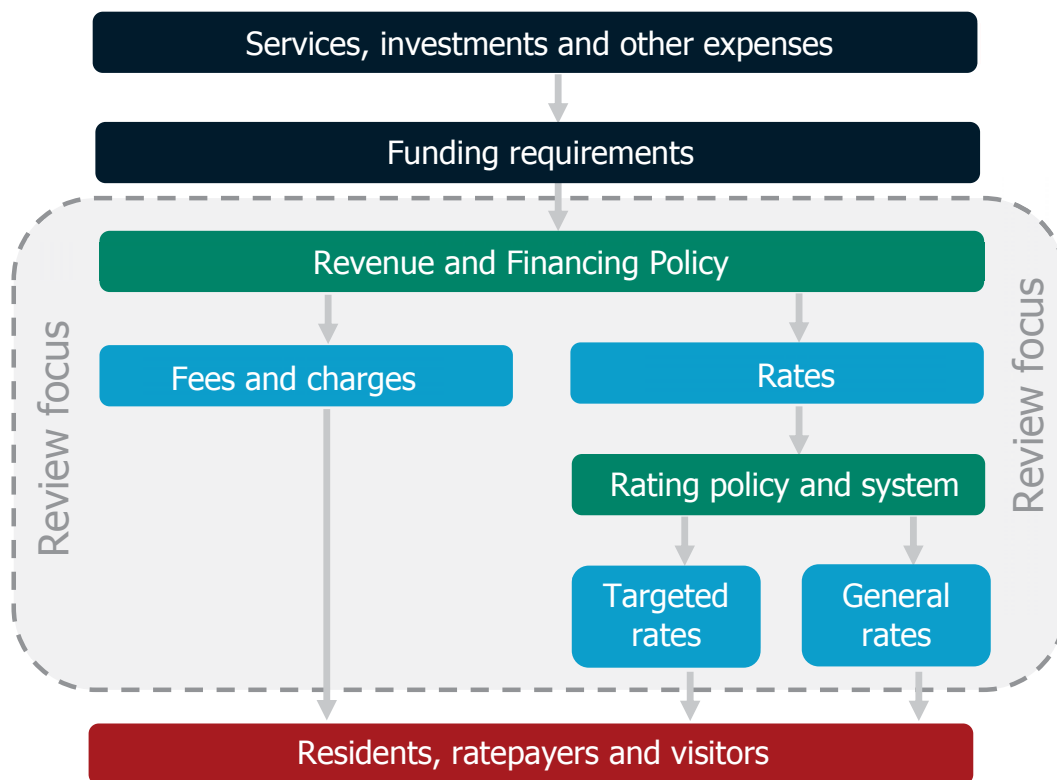 Services, investments and other expenses
Funding requirements
Revenue and Financing Policy
Review focus
Review focus
Fees and charges
Rates
Rating policy and system
Targeted
rates
General
rates
Residents, ratepayers and visitors